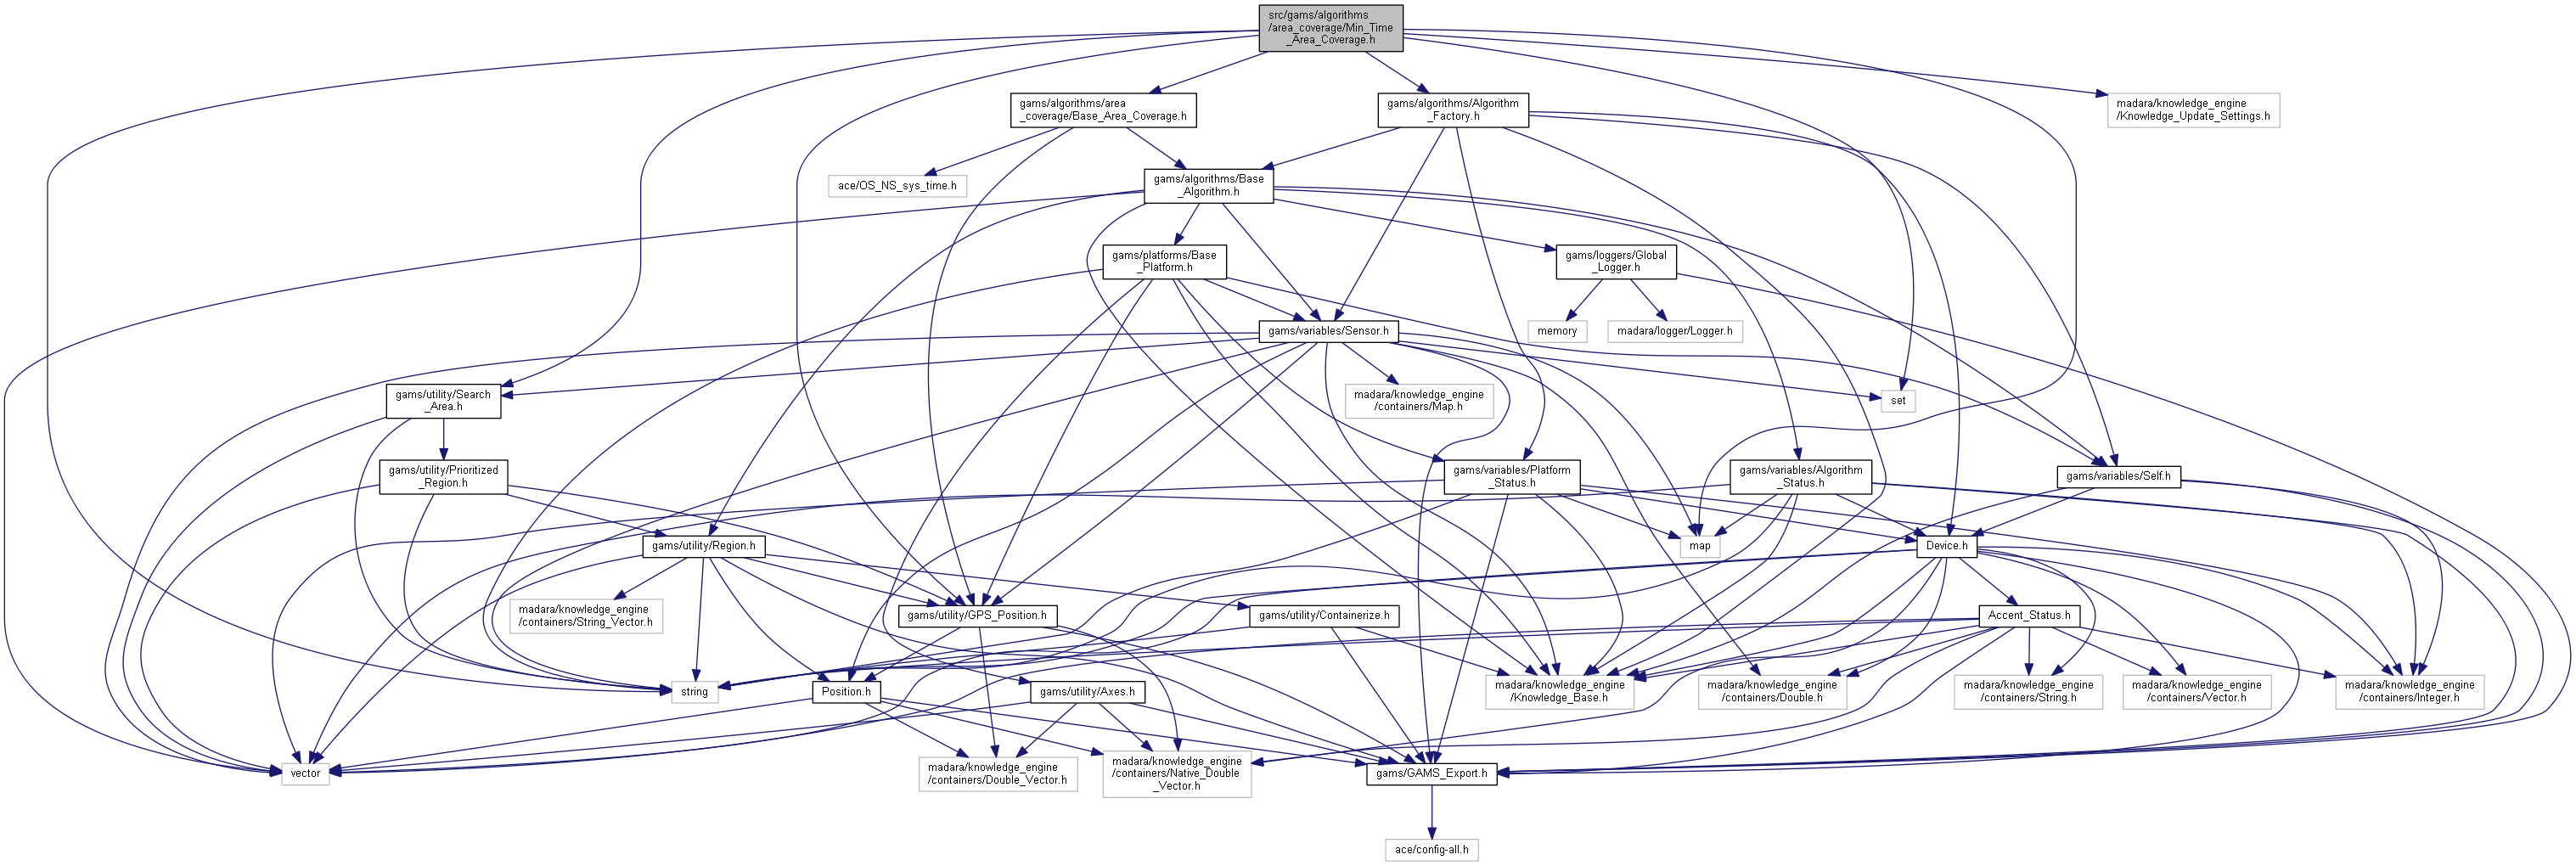 src/gams/algorithms
/area_coverage/Min_Time
_Area_Coverage.h
gams/algorithms/area
_coverage/Base_Area_Coverage.h
gams/algorithms/Algorithm
_Factory.h
madara/knowledge_engine
/Knowledge_Update_Settings.h
ace/OS_NS_sys_time.h
gams/algorithms/Base
_Algorithm.h
gams/platforms/Base
_Platform.h
gams/loggers/Global
_Logger.h
gams/variables/Sensor.h
memory
madara/logger/Logger.h
gams/utility/Search
_Area.h
madara/knowledge_engine
/containers/Map.h
set
gams/utility/Prioritized
_Region.h
gams/variables/Platform
_Status.h
gams/variables/Algorithm
_Status.h
gams/variables/Self.h
gams/utility/Region.h
map
Device.h
madara/knowledge_engine
/containers/String_Vector.h
gams/utility/GPS_Position.h
gams/utility/Containerize.h
Accent_Status.h
string
Position.h
gams/utility/Axes.h
madara/knowledge_engine
/Knowledge_Base.h
madara/knowledge_engine
/containers/Double.h
madara/knowledge_engine
/containers/String.h
madara/knowledge_engine
/containers/Vector.h
madara/knowledge_engine
/containers/Integer.h
vector
madara/knowledge_engine
/containers/Double_Vector.h
madara/knowledge_engine
/containers/Native_Double
_Vector.h
gams/GAMS_Export.h
ace/config-all.h